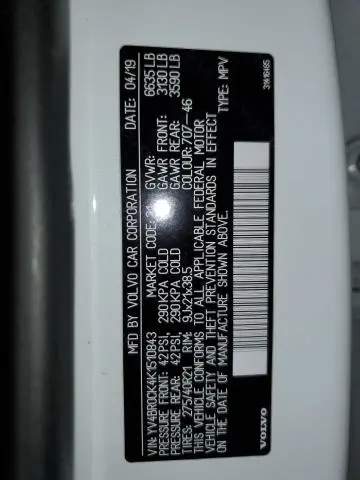 MFD BY VOLVO CAR CORPORATION DATE: 04/19
GVWR: 6635 LB
MARKET CODE: 31 GAWR FRONT: 3130 LB
VIN: YV4BR0CK4K1510843 GAWR REAR: 3590 LB
FRONT: 42PSI, 290KPA COLD
REAR: 42PSI, 290KPA COLD COLOUR: 707-46
TIRES: 275/40R21 RIM: 9Jx21x38.5
THIS VEHICLE CONFORMS TO ALL APPLICABLE FEDERAL MOTOR
VEHICLE SAFETY AND THEFT PREVENTION STANDARDS IN EFFECT
ON THE DATE OF MANUFACTURE SHOWN ABOVE.
TYPE: MPV
VOLVO